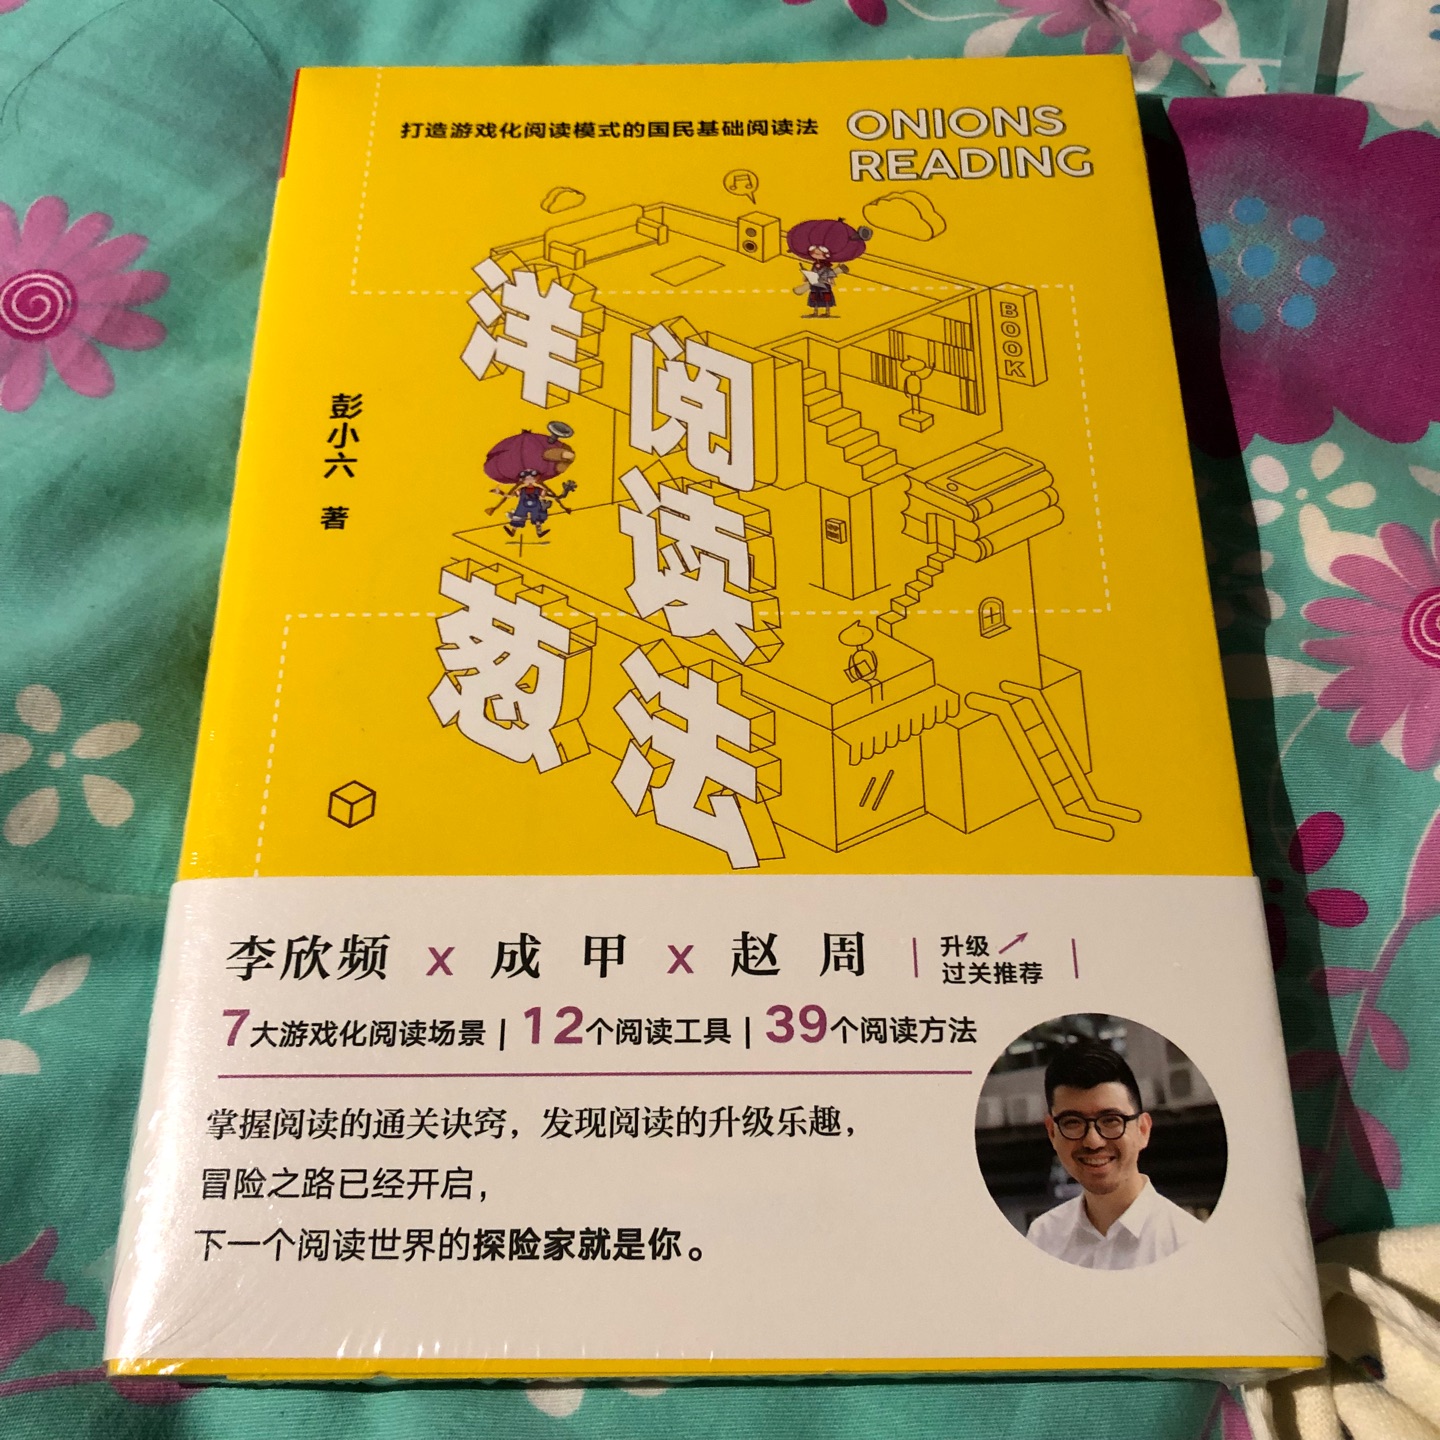 打造游戏化阅读模式的国民基础阅读法
ONIONS
READING
洋葱
阅读法
BOOK
彭小六 著
李欣频 x 成甲 x 赵周 | 升级
过关推荐 |
7大游戏化阅读场景 | 12个阅读工具 | 39个阅读方法
掌握阅读的通关诀窍，发现阅读的升级乐趣，
冒险之路已经开启，
下一个阅读世界的探险家就是你。